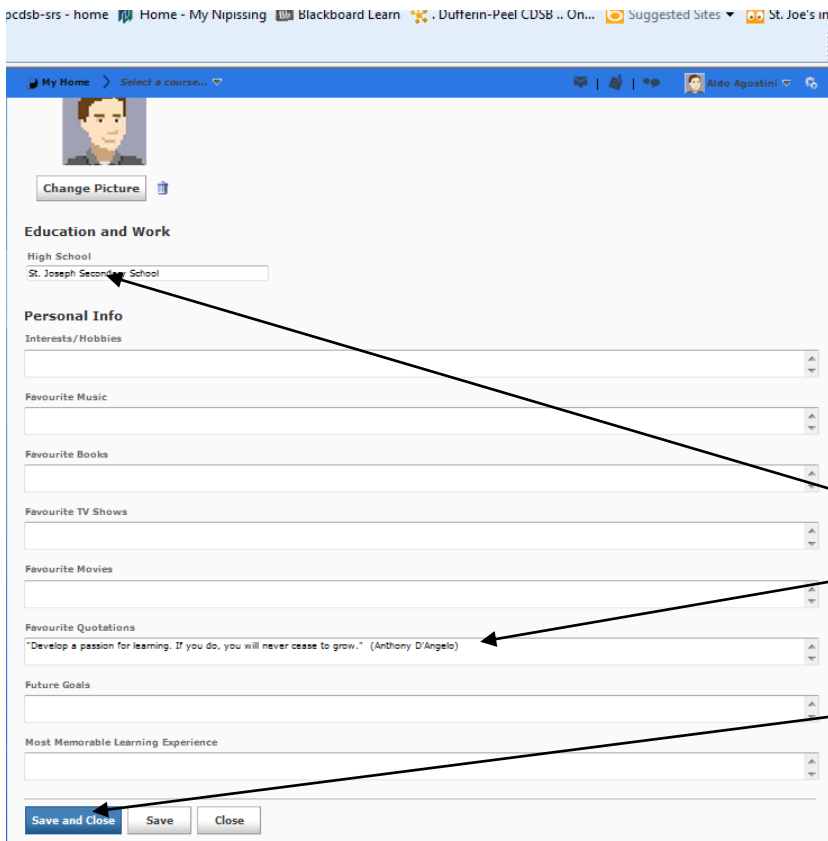 ocdsb-srs - home Home - My Nipissing Bb Blackboard Learn . Dufferin-Peel CDSB .. On... Suggested Sites St. Joe's in
My Home Select a course... Aldo Agostini
Change Picture
Education and Work
High School
St. Joseph Secondary School
Personal Info
Interests/Hobbies
Favourite Music
Favourite Books
Favourite TV Shows
Favourite Movies
Favourite Quotations
"Develop a passion for learning. If you do, you will never cease to grow." (Anthony D'Angelo)
Future Goals
Most Memorable Learning Experience
Save and Close Save Close